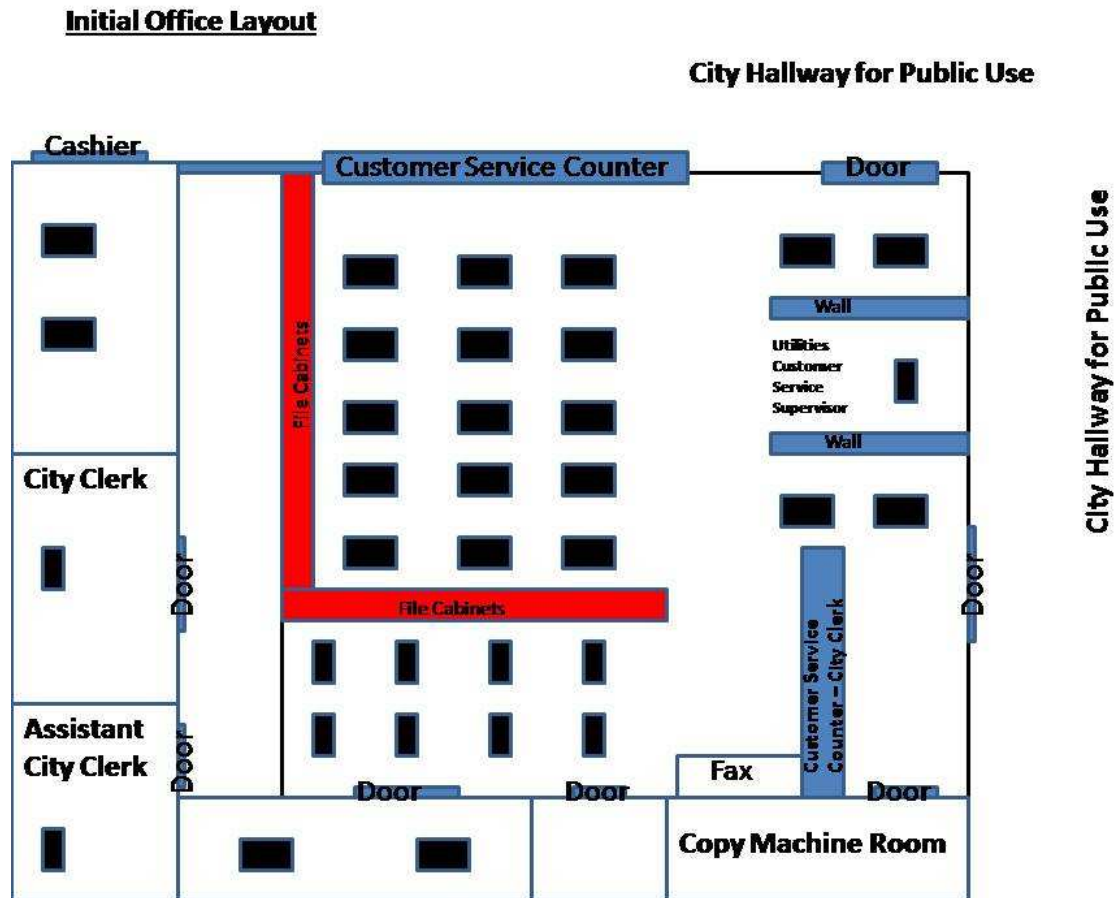 Initial Office Layout
City Hallway for Public Use
Cashier
Customer Service Counter
Door
City Hallway for Public Use
Wall
File Cabinets
Utilities
Customer
Service
Supervisor
Wall
City Clerk
Door
Door
File Cabinets
Customer Service
Counter – City Clerk
Assistant
City Clerk
Door
Fax
Door
Door
Door
Copy Machine Room